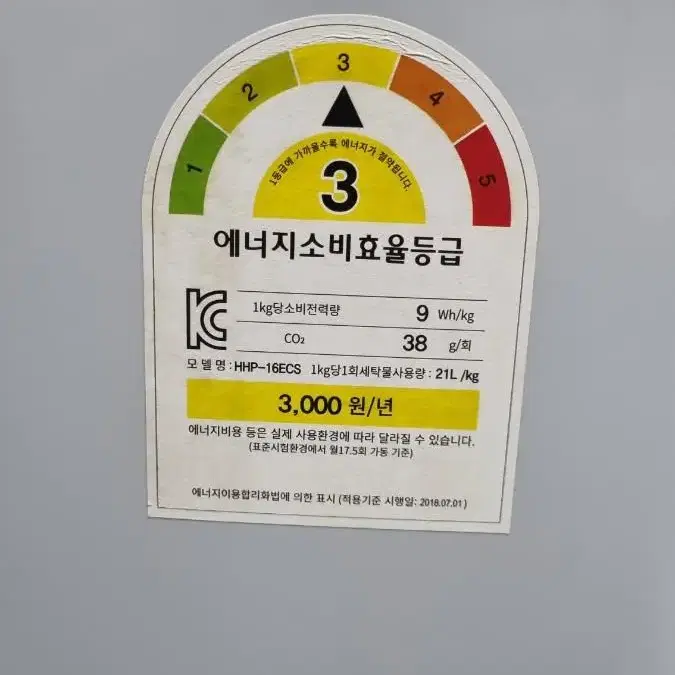 1 2 3 4 5
1등급에 가까울수록 에너지가 절약됩니다.
3
에너지소비효율등급
KC
1kg당소비전력량 9 Wh/kg
CO₂ 38 g/회
모 델 명 : HHP-16ECS 1kg당1회세탁물사용량 : 21L /kg
3,000 원/년
에너지비용 등은 실제 사용환경에 따라 달라질 수 있습니다.
(표준시험환경에서 월17.5회 가동 기준)
에너지이용합리화법에 의한 표시 (적용기준 시행일: 2018.07.01)